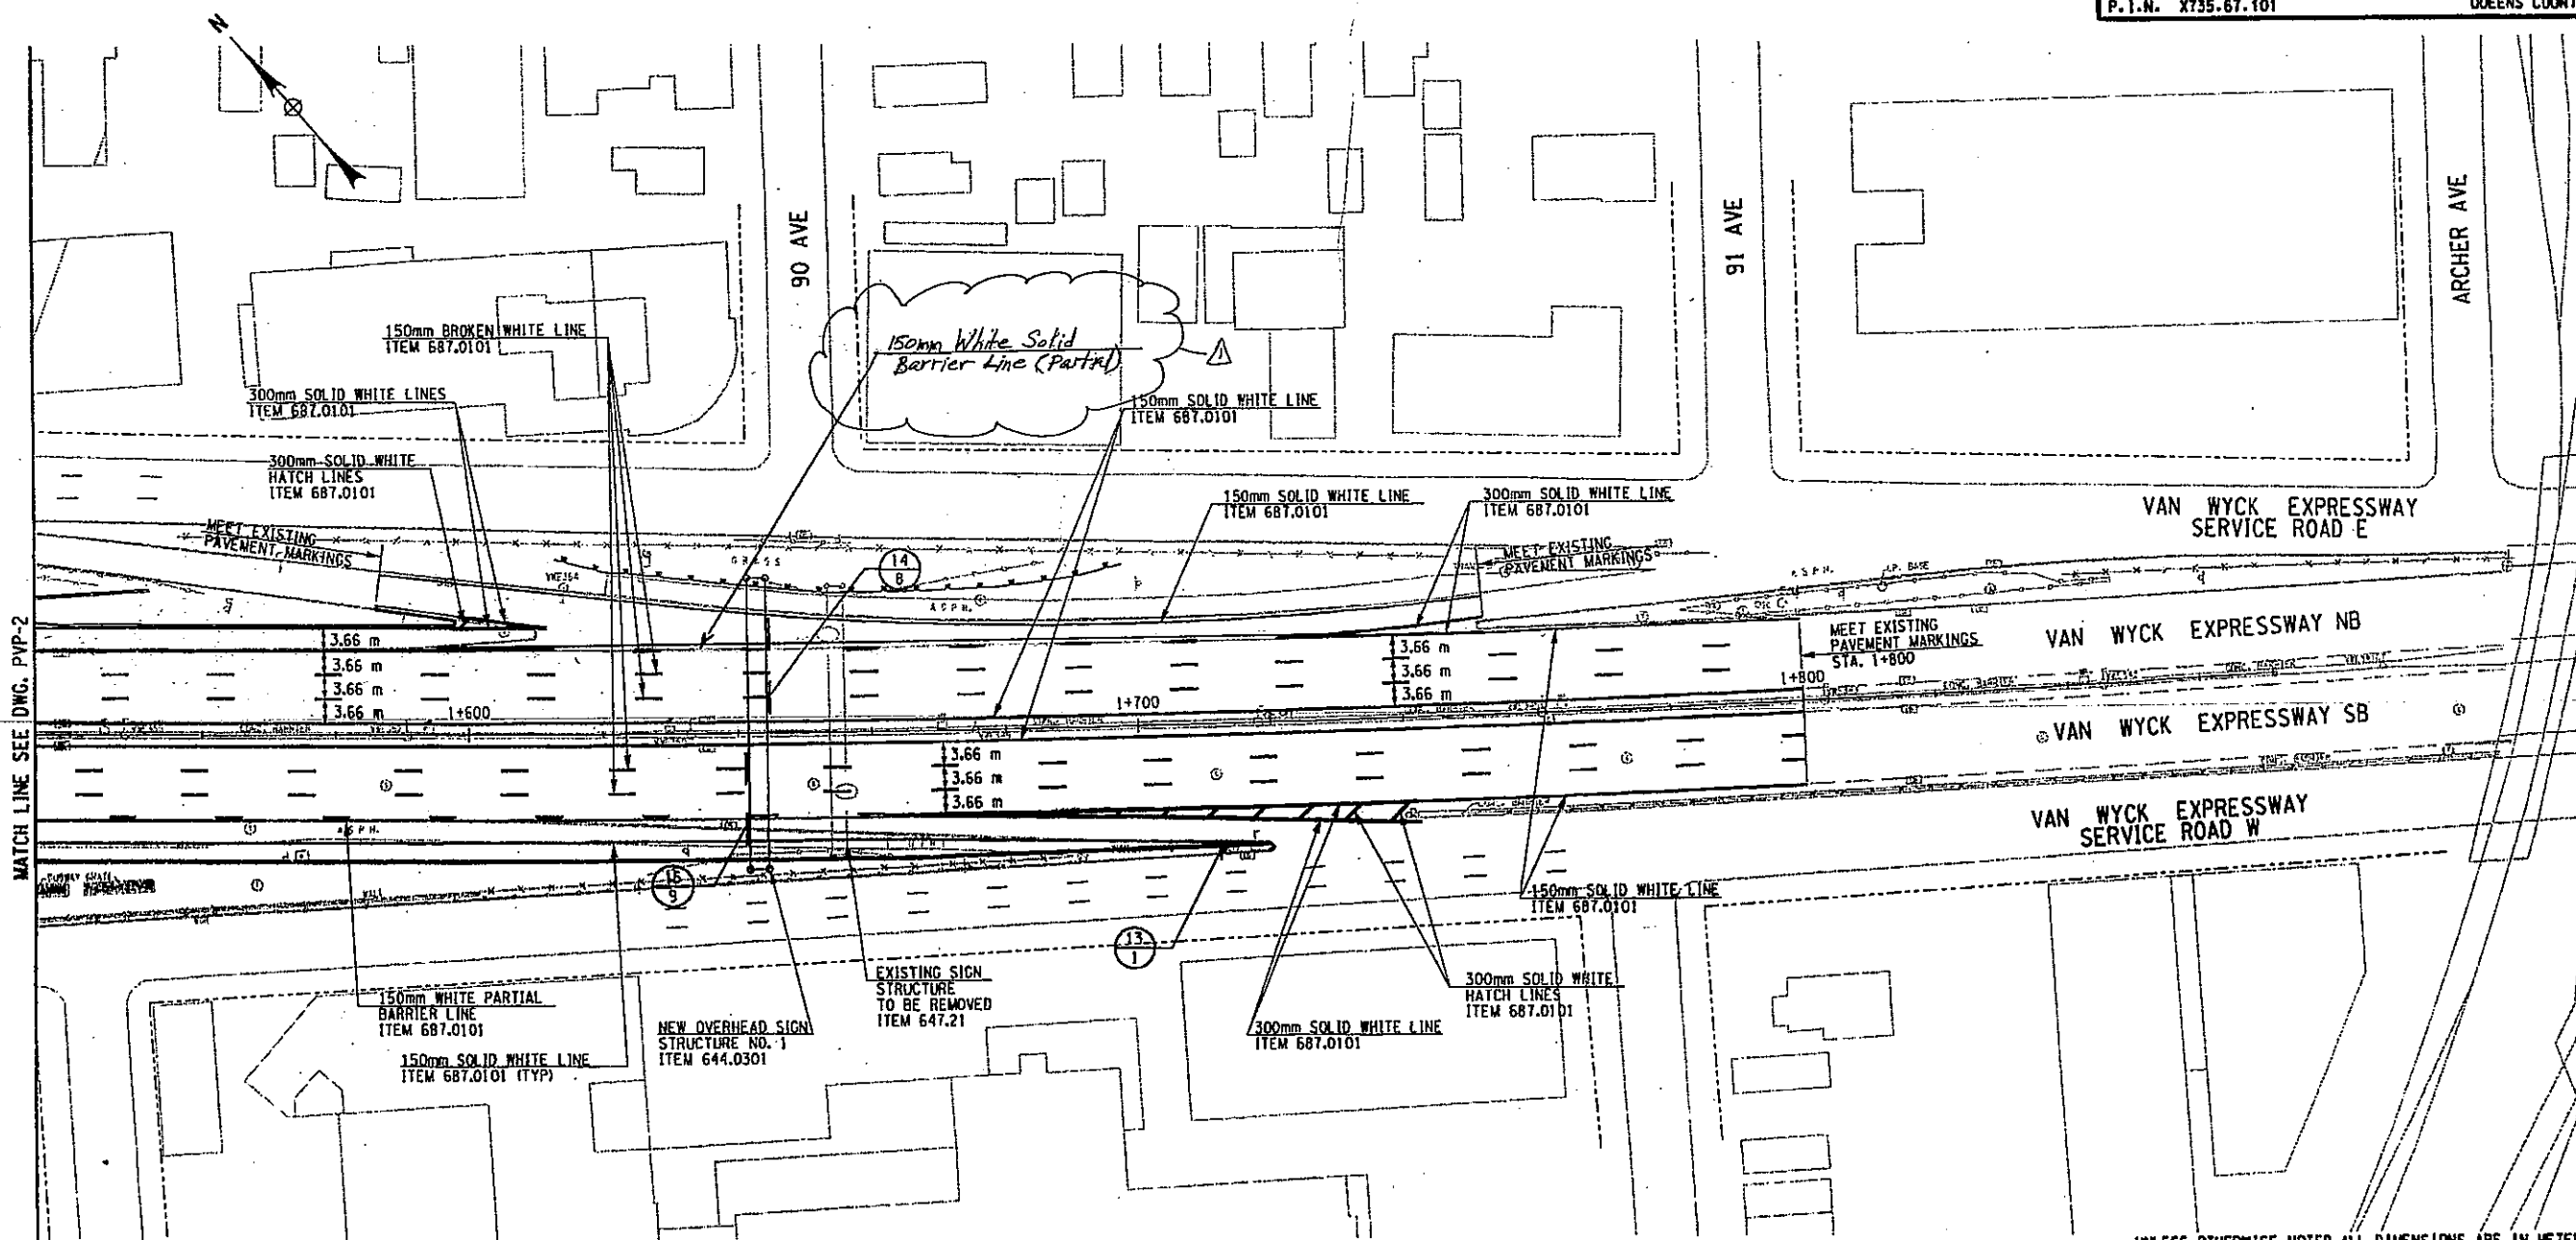 P.I.N. X735.67.101
N
90 AVE
91 AVE
ARCHER AVE
150mm BROKEN WHITE LINE
ITEM 687.0101
150mm White Solid
Barrier Line (Partial)
1
300mm SOLID WHITE LINES
ITEM 687.0101
150mm SOLID WHITE LINE
ITEM 687.0101
300mm SOLID WHITE
HATCH LINES
ITEM 687.0101
150mm SOLID WHITE LINE
ITEM 687.0101
300mm SOLID WHITE LINE
ITEM 687.0101
VAN WYCK EXPRESSWAY
SERVICE ROAD E
MEET EXISTING
PAVEMENT MARKINGS
GRASS
14
8
MEET EXISTING
PAVEMENT MARKINGS
ASPH.
ASPH.
MATCH LINE SEE DWG. PVP-2
3.66 m
3.66 m
3.66 m
3.66 m
3.66 m
3.66 m
3.66 m
MEET EXISTING
PAVEMENT MARKINGS
STA. 1+800
VAN WYCK EXPRESSWAY NB
1+600
1+700
1+800
VAN WYCK EXPRESSWAY SB
3.66 m
3.66 m
3.66 m
VAN WYCK EXPRESSWAY
SERVICE ROAD W
ASPH.
9
13
1
150mm SOLID WHITE LINE
ITEM 687.0101
150mm WHITE PARTIAL
BARRIER LINE
ITEM 687.0101
150mm SOLID WHITE LINE
ITEM 687.0101 (TYP)
NEW OVERHEAD SIGN
STRUCTURE NO. 1
ITEM 644.0301
EXISTING SIGN
STRUCTURE
TO BE REMOVED
ITEM 647.21
300mm SOLID WHITE LINE
ITEM 687.0101
300mm SOLID WHITE
HATCH LINES
ITEM 687.0101